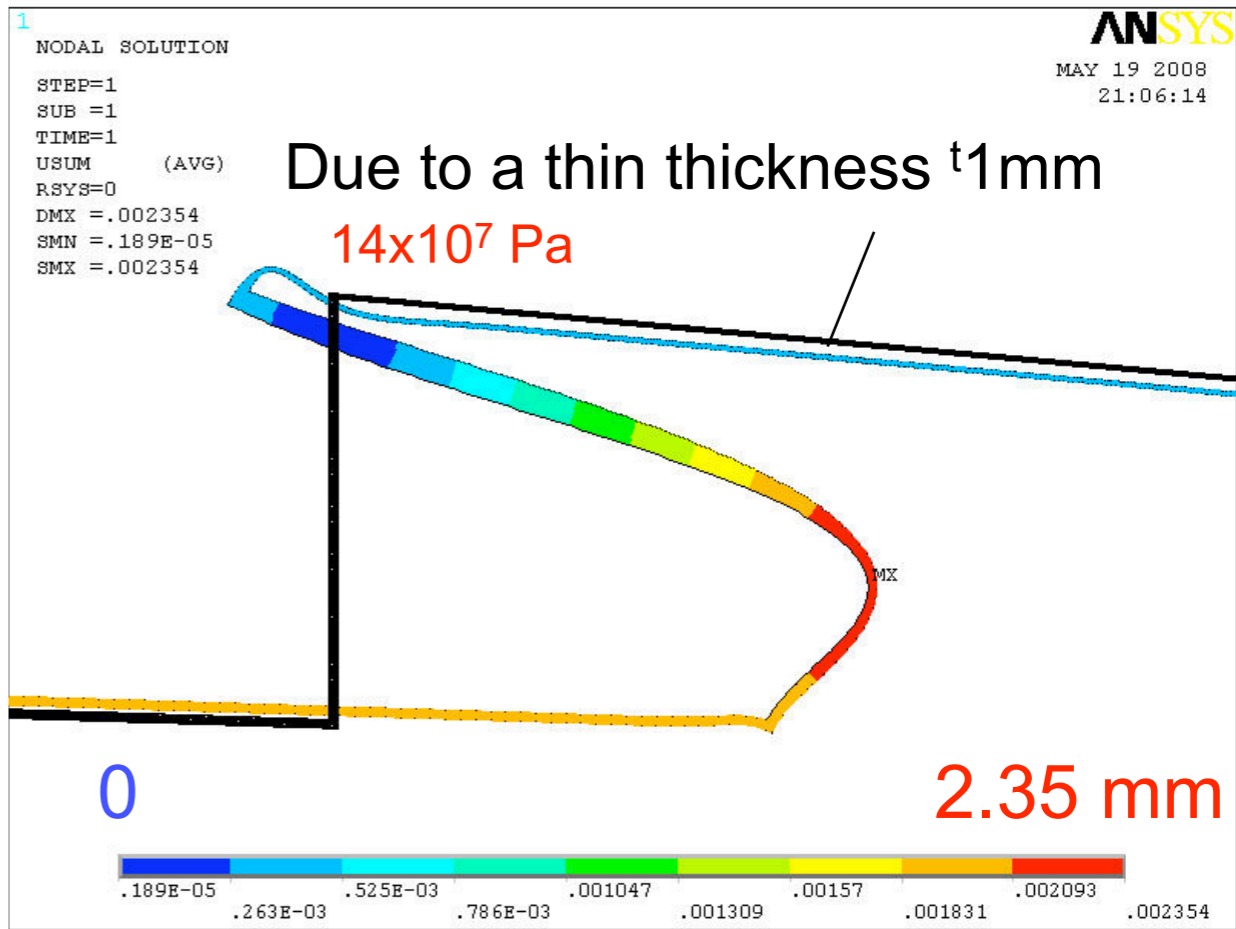 1
ANSYS
NODAL SOLUTION
MAY 19 2008
21:06:14
STEP=1
SUB =1
TIME=1
USUM (AVG)
RSYS=0
DMX =.002354
SMN =.189E-05
SMX =.002354
Due to a thin thickness ᵗ1mm
14x10⁷ Pa
MX
0
2.35 mm
.189E-05 .525E-03 .001047 .00157 .002093
.263E-03 .786E-03 .001309 .001831 .002354